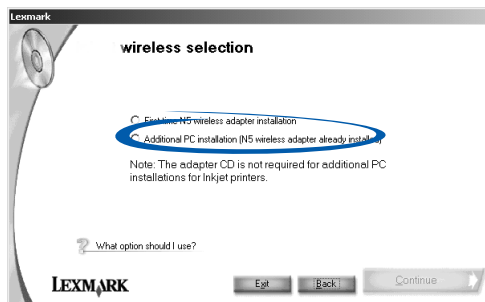 Lexmark
wireless selection
First time N5 wireless adapter installation
Additional PC installation (N5 wireless adapter already installed)
Note: The adapter CD is not required for additional PC
installations for Inkjet printers.
What option should I use?
LEXMARK
Exit
Back
Continue